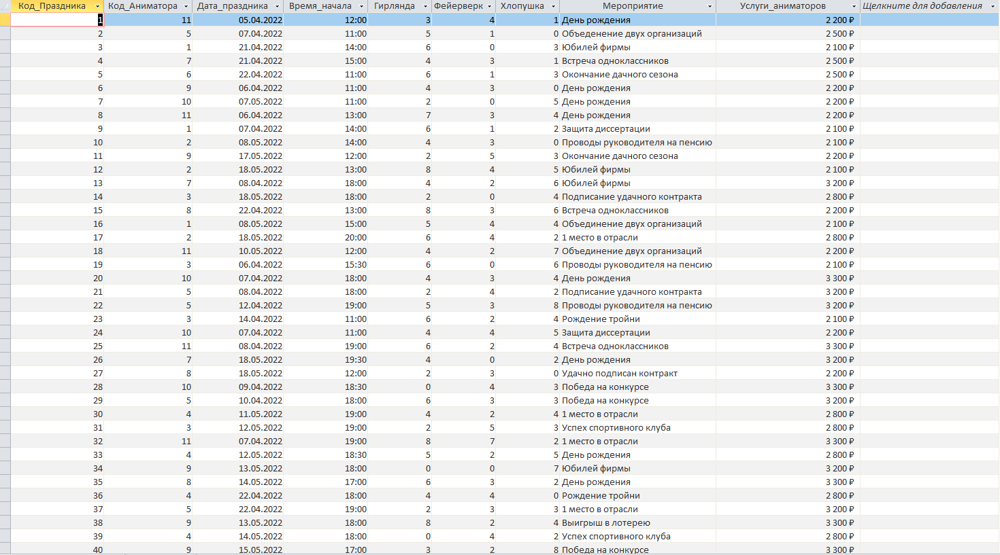 Код_Праздника Код_Аниматора Дата_праздника Время_начала Гирлянда Фейерверк Хлопушка Мероприятие Услуги_аниматоров Щелкните для добавления
1 11 05.04.2022 12:00 3 4 1 День рождения 2 200 ₽
2 5 07.04.2022 11:00 5 1 0 Объеденение двух организаций 2 500 ₽
3 1 21.04.2022 14:00 6 0 3 Юбилей фирмы 2 100 ₽
4 7 21.04.2022 15:00 4 3 1 Встреча одноклассников 2 500 ₽
5 6 22.04.2022 11:00 6 1 3 Окончание дачного сезона 2 500 ₽
6 9 06.04.2022 11:00 4 3 0 День рождения 2 200 ₽
7 10 07.05.2022 11:00 2 0 5 День рождения 2 200 ₽
8 11 06.04.2022 13:00 7 3 4 День рождения 2 200 ₽
9 1 07.04.2022 14:00 6 1 2 Защита диссертации 2 100 ₽
10 2 08.05.2022 14:00 4 3 0 Проводы руководителя на пенсию 2 100 ₽
11 9 17.05.2022 12:00 2 5 3 Окончание дачного сезона 2 200 ₽
12 2 18.05.2022 13:00 8 4 5 Юбилей фирмы 2 100 ₽
13 7 08.04.2022 18:00 4 2 6 Юбилей фирмы 3 200 ₽
14 3 18.05.2022 18:00 2 0 4 Подписание удачного контракта 2 800 ₽
15 8 22.04.2022 13:00 8 3 6 Встреча одноклассников 2 200 ₽
16 1 08.05.2022 15:00 5 4 4 Объединение двух организаций 2 100 ₽
17 2 18.05.2022 20:00 6 4 2 1 место в отрасли 2 800 ₽
18 11 10.05.2022 12:00 4 2 7 Объединение двух организаций 2 200 ₽
19 3 06.04.2022 15:30 6 0 6 Проводы руководителя на пенсию 2 100 ₽
20 10 07.04.2022 18:00 4 3 4 День рождения 3 300 ₽
21 5 08.04.2022 18:00 2 4 2 Подписание удачного контракта 3 200 ₽
22 5 12.04.2022 19:00 5 3 8 Проводы руководителя на пенсию 3 200 ₽
23 3 14.04.2022 11:00 6 2 4 Рождение тройни 2 100 ₽
24 10 07.04.2022 11:00 4 4 5 Защита диссертации 2 200 ₽
25 11 08.04.2022 19:00 6 2 4 Встреча одноклассников 3 300 ₽
26 7 18.05.2022 19:30 4 0 2 День рождения 3 200 ₽
27 8 18.05.2022 12:00 2 3 0 Удачно подписан контракт 2 200 ₽
28 10 09.04.2022 18:30 0 4 3 Победа на конкурсе 3 300 ₽
29 5 10.04.2022 18:00 6 3 3 Победа на конкурсе 3 200 ₽
30 4 11.05.2022 19:00 4 2 4 1 место в отрасли 2 800 ₽
31 3 12.05.2022 19:00 2 5 3 Успех спортивного клуба 2 800 ₽
32 11 07.04.2022 19:00 8 7 2 1 место в отрасли 3 300 ₽
33 4 12.05.2022 18:30 5 2 5 День рождения 2 800 ₽
34 9 13.05.2022 18:00 0 0 7 Юбилей фирмы 3 200 ₽
35 8 14.05.2022 17:00 6 3 2 День рождения 3 300 ₽
36 4 22.04.2022 18:00 4 4 0 Рождение тройни 2 800 ₽
37 5 22.04.2022 19:00 2 3 3 1 место в отрасли 3 200 ₽
38 9 13.05.2022 18:00 8 2 4 Выигрыш в лотерею 3 300 ₽
39 4 14.05.2022 18:00 0 4 2 Успех спортивного клуба 2 800 ₽
40 9 15.05.2022 17:00 3 2 8 Победа на конкурсе 3 300 ₽